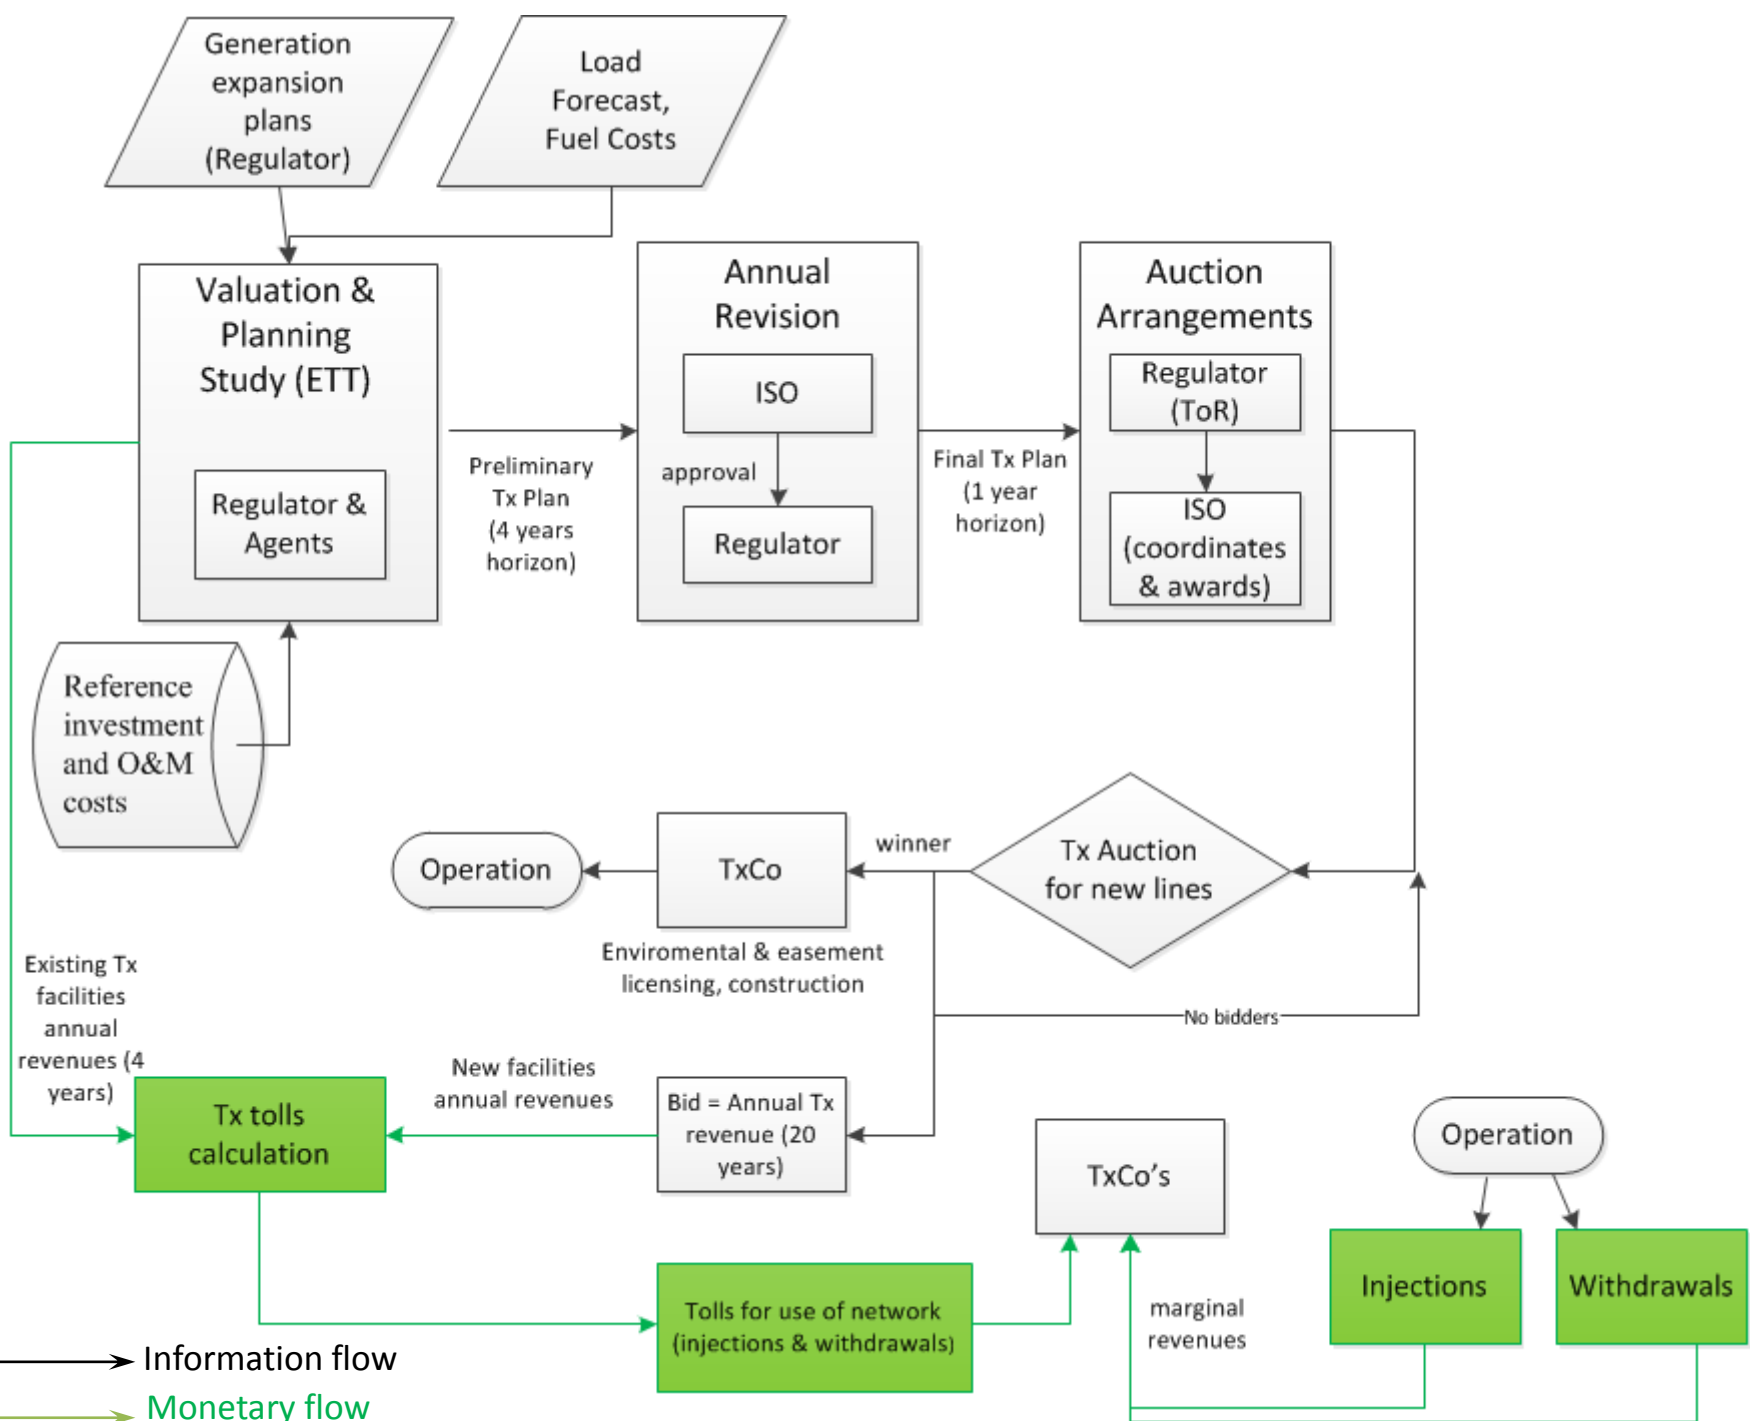 Generation
expansion
plans
(Regulator)
Load
Forecast,
Fuel Costs
Valuation &
Planning
Study (ETT)
Regulator &
Agents
Preliminary
Tx Plan
(4 years
horizon)
Annual
Revision
ISO
approval
Regulator
Final Tx Plan
(1 year
horizon)
Auction
Arrangements
Regulator
(ToR)
ISO
(coordinates
& awards)
Reference
investment
and O&M
costs
Operation
TxCo
winner
Tx Auction
for new lines
Enviromental & easement
licensing, construction
No bidders
Existing Tx
facilities
annual
revenues (4
years)
Tx tolls
calculation
New facilities
annual revenues
Bid = Annual Tx
revenue (20
years)
TxCo's
Operation
Injections
Withdrawals
Tolls for use of network
(injections & withdrawals)
marginal
revenues
Information flow
Monetary flow